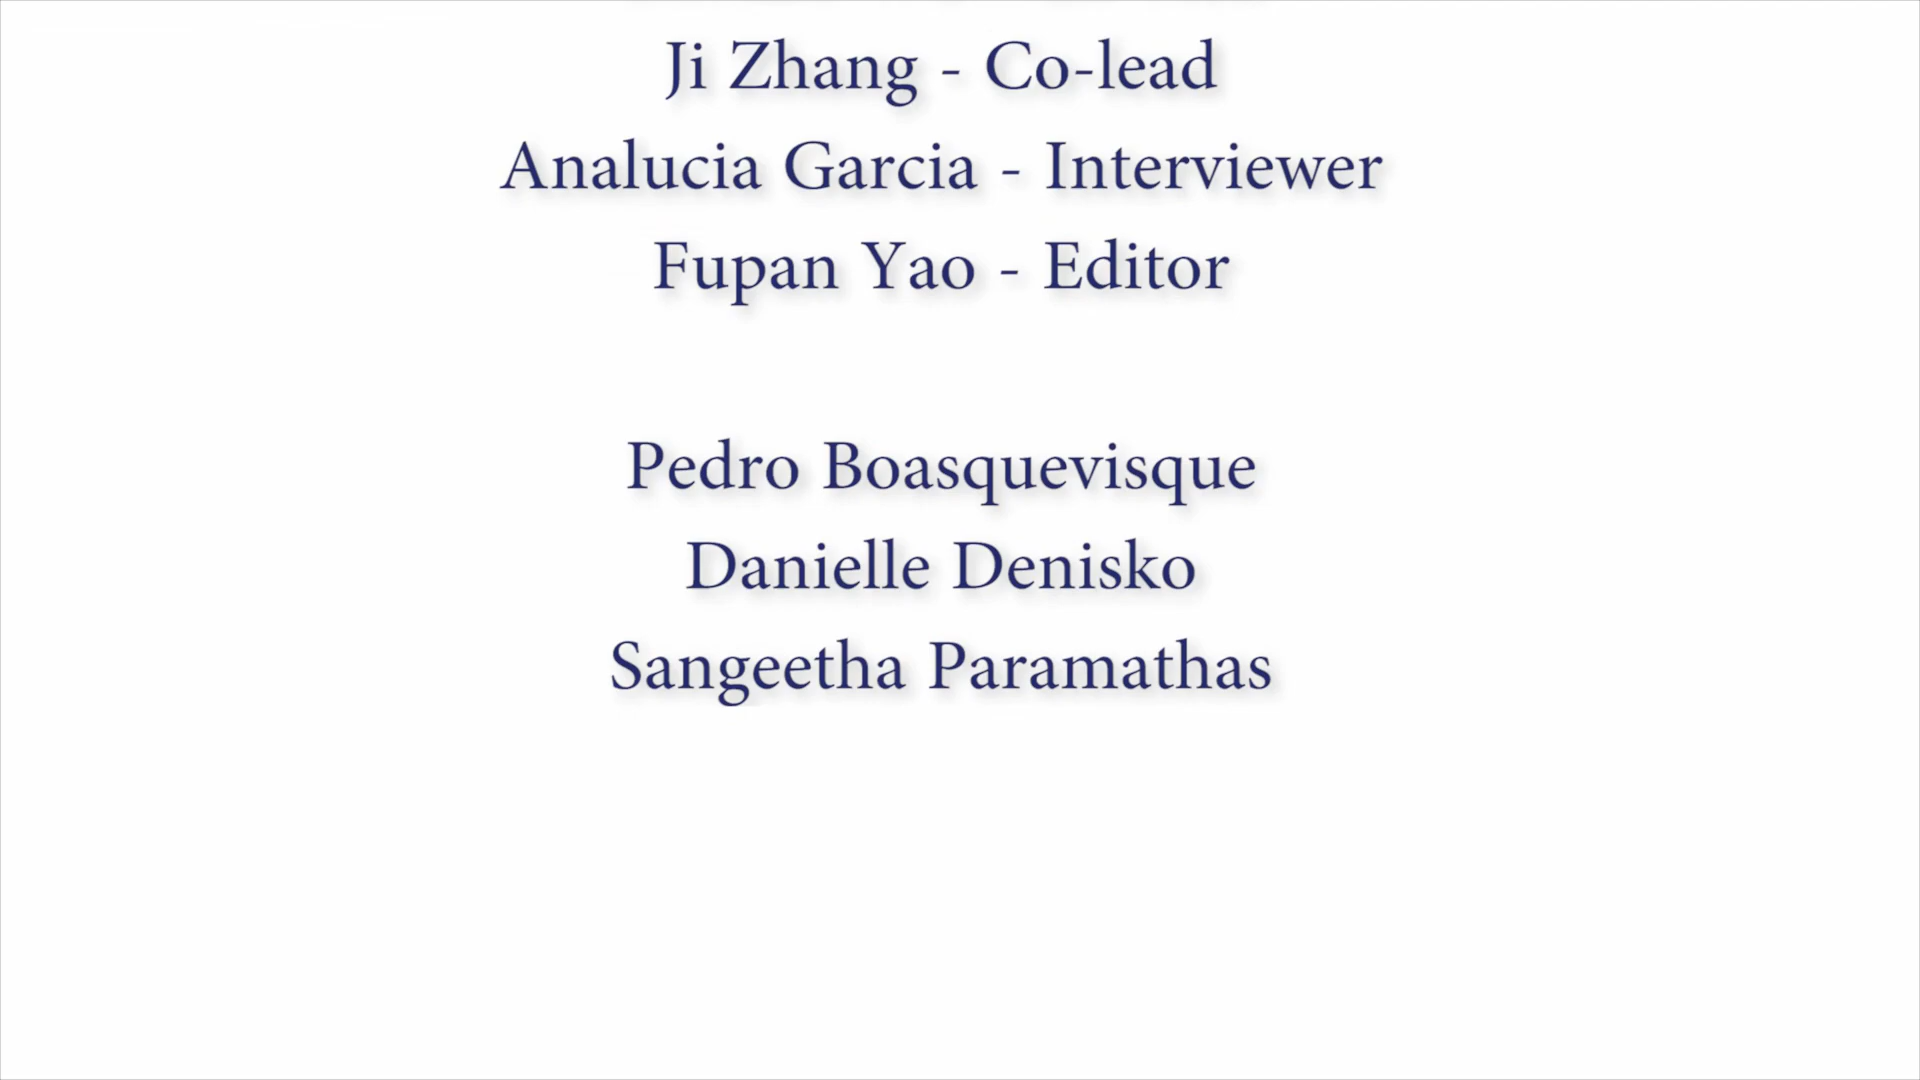 Ji Zhang - Co-lead
Analucia Garcia - Interviewer
Fupan Yao - Editor
Pedro Boasquevisque
Danielle Denisko
Sangeetha Paramathas